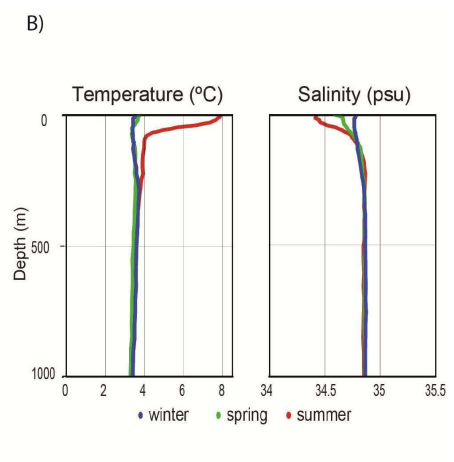 B)
Temperature (ºC)
Salinity (psu)
Depth (m)
0
500
1000
0 2 4 6 8
34 34.5 35 35.5
winter spring summer